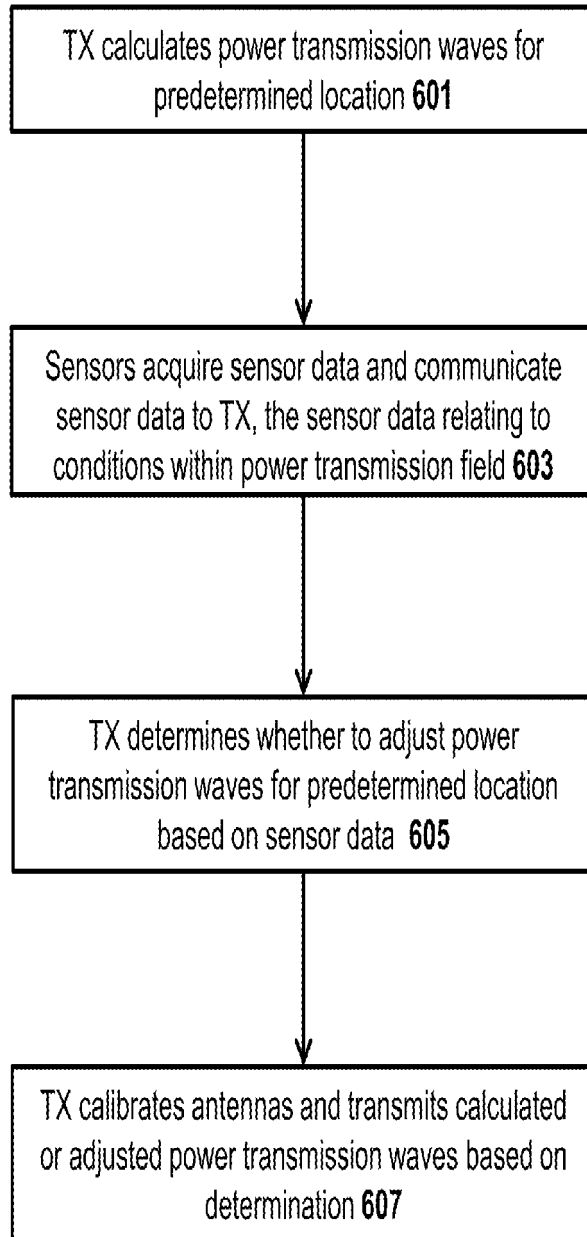 TX calculates power transmission waves for
predetermined location 601
Sensors acquire sensor data and communicate
sensor data to TX, the sensor data relating to
conditions within power transmission field 603
TX determines whether to adjust power
transmission waves for predetermined location
based on sensor data 605
TX calibrates antennas and transmits calculated
or adjusted power transmission waves based on
determination 607